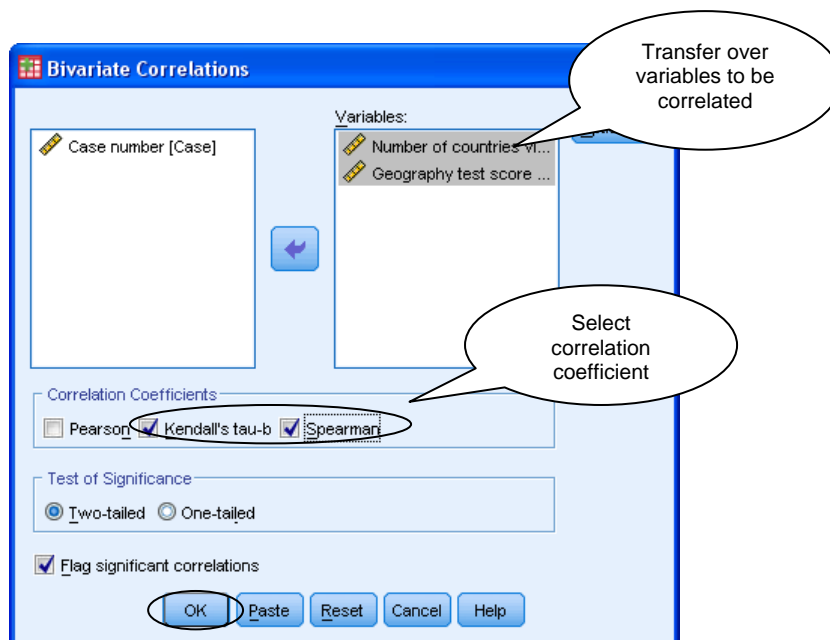 Transfer over
variables to be
correlated
Bivariate Correlations
Variables:
Case number [Case]
Number of countries vi...
Geography test score ...
Select
correlation
coefficient
Correlation Coefficients
Pearson Kendall's tau-b Spearman
Test of Significance
Two-tailed One-tailed
Flag significant correlations
OK Paste Reset Cancel Help